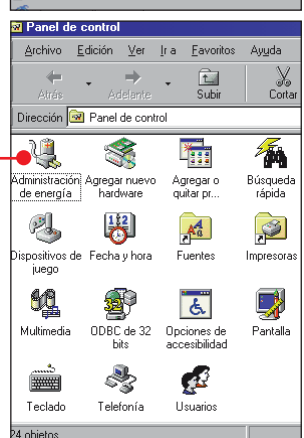 Panel de control
Archivo Edición Ver Ir a Favoritos Ayuda
Atrás Adelante Subir Cortar
Dirección Panel de control
Administración de energía
Agregar nuevo hardware
Agregar o quitar pr...
Búsqueda rápida
Dispositivos de juego
Fecha y hora
Fuentes
Impresoras
Multimedia
ODBC de 32 bits
Opciones de accesibilidad
Pantalla
Teclado
Telefonía
Usuarios
24 objetos